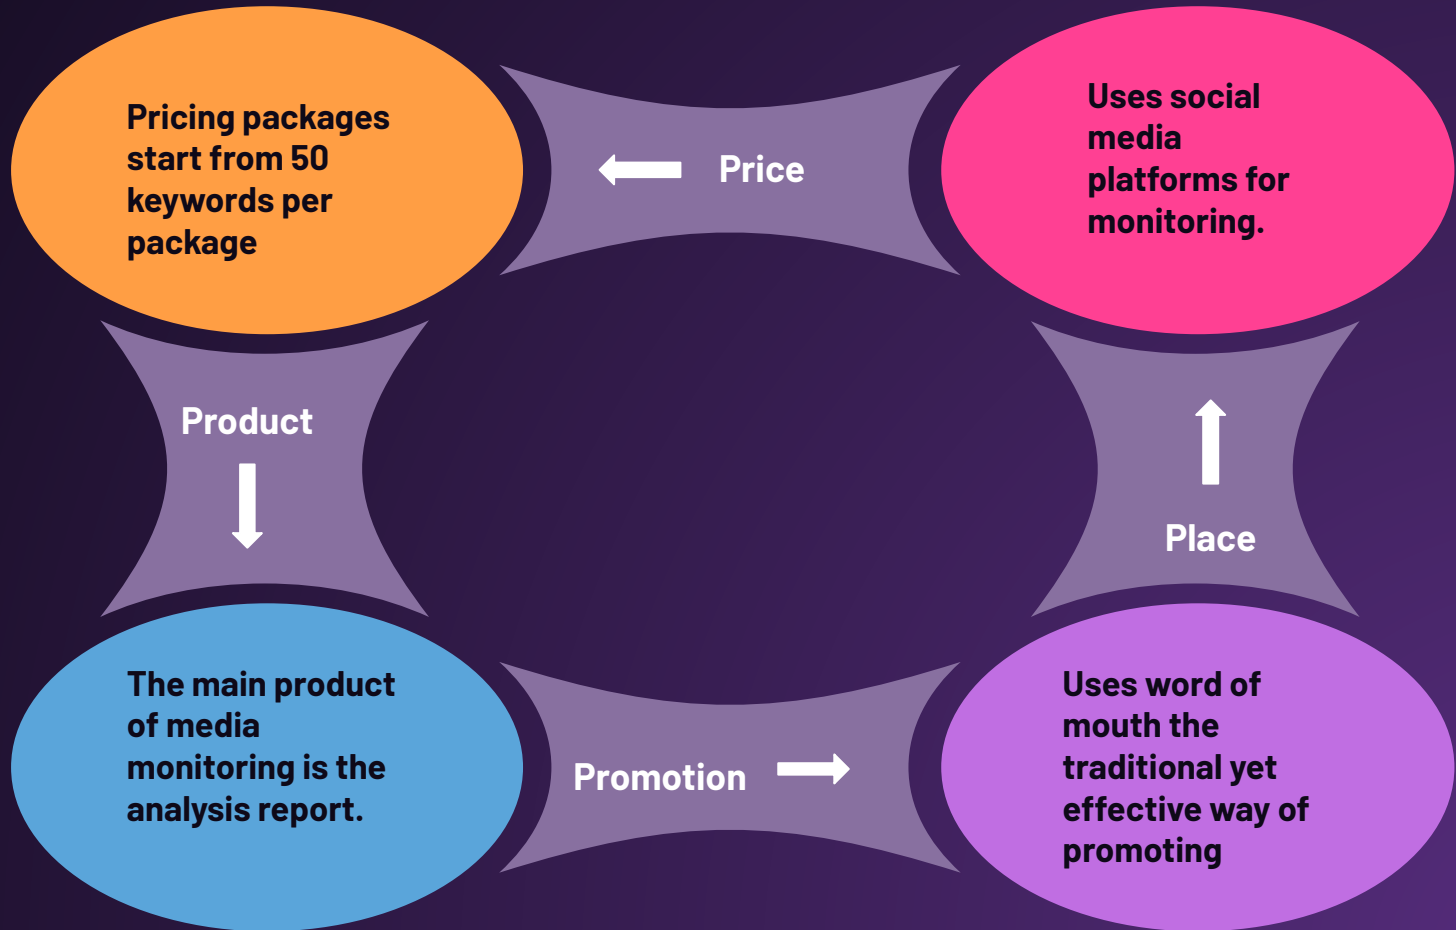 Pricing packages
start from 50
keywords per
package
Price
Uses social
media
platforms for
monitoring.
Product
Place
The main product
of media
monitoring is the
analysis report.
Promotion
Uses word of
mouth the
traditional yet
effective way of
promoting